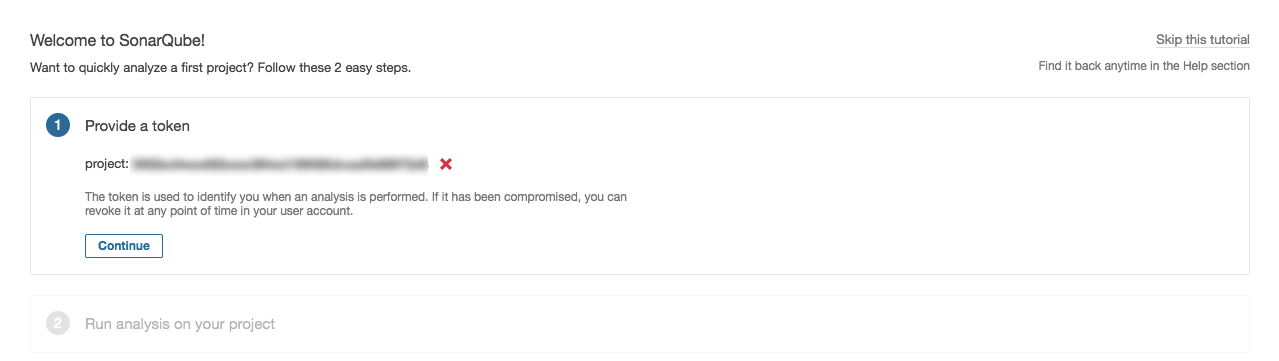 Welcome to SonarQube!
Skip this tutorial
Want to quickly analyze a first project? Follow these 2 easy steps.
Find it back anytime in the Help section
1 Provide a token
project:
The token is used to identify you when an analysis is performed. If it has been compromised, you can
revoke it at any point of time in your user account.
Continue
2 Run analysis on your project